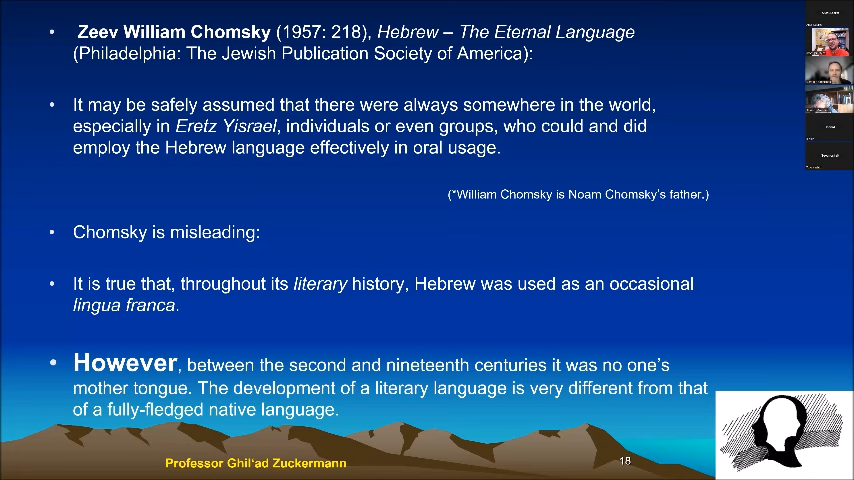 • Zeev William Chomsky (1957: 218), Hebrew – The Eternal Language
(Philadelphia: The Jewish Publication Society of America):
• It may be safely assumed that there were always somewhere in the world,
especially in Eretz Yisrael, individuals or even groups, who could and did
employ the Hebrew language effectively in oral usage.
(*William Chomsky is Noam Chomsky's father.)
• Chomsky is misleading:
• It is true that, throughout its literary history, Hebrew was used as an occasional
lingua franca.
• However, between the second and nineteenth centuries it was no one's
mother tongue. The development of a literary language is very different from that
of a fully-fledged native language.
Professor Ghil'ad Zuckermann
18